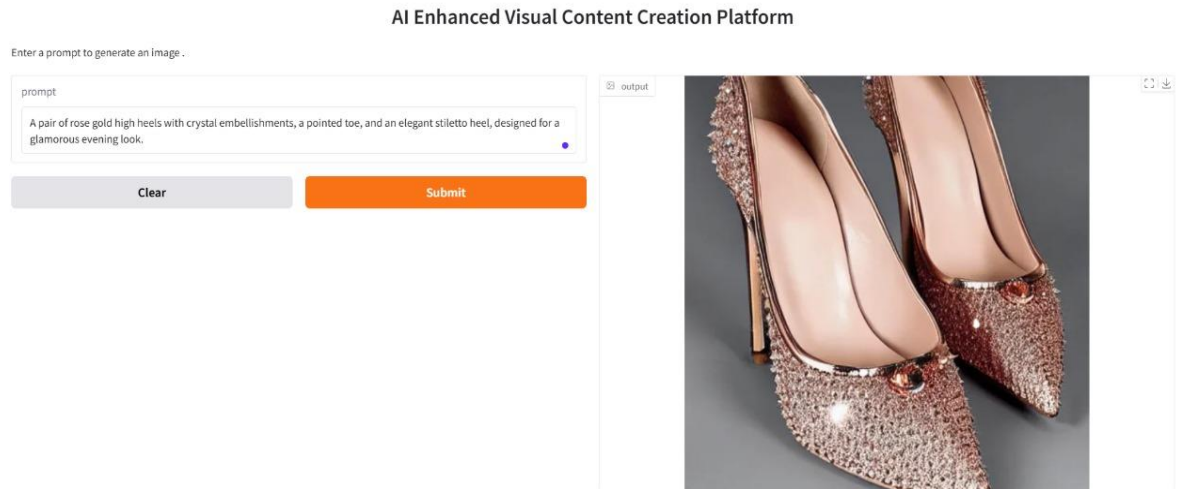 AI Enhanced Visual Content Creation Platform
Enter a prompt to generate an image .
prompt
A pair of rose gold high heels with crystal embellishments, a pointed toe, and an elegant stiletto heel, designed for a
glamorous evening look.
Clear
Submit
output